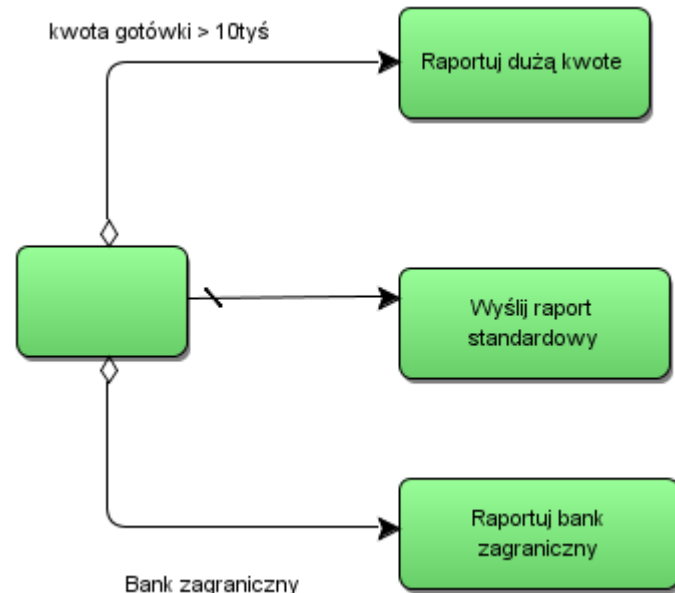 kwota gotówki > 10tyś
Raportuj dużą kwote
Wyślij raport
standardowy
Raportuj bank
zagraniczny
Bank zagraniczny